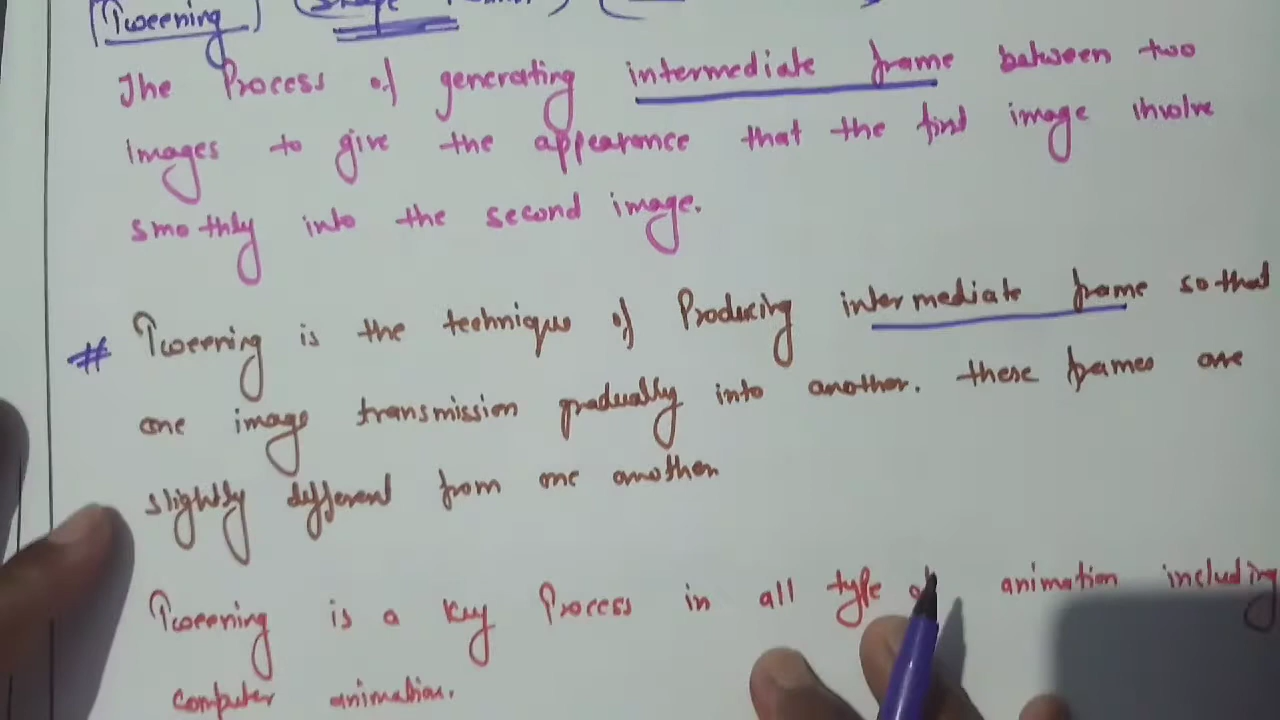 Tweening
The Process of generating intermediate frame between two
images to give the appearance that the first image involve
smothly into the second image.
# Tweening is the technique of Producing intermediate frame so that
one image transmission gradually into another. these frames are
slightly different from one another
Tweening is a key Process in all type of animation including
computer animation.